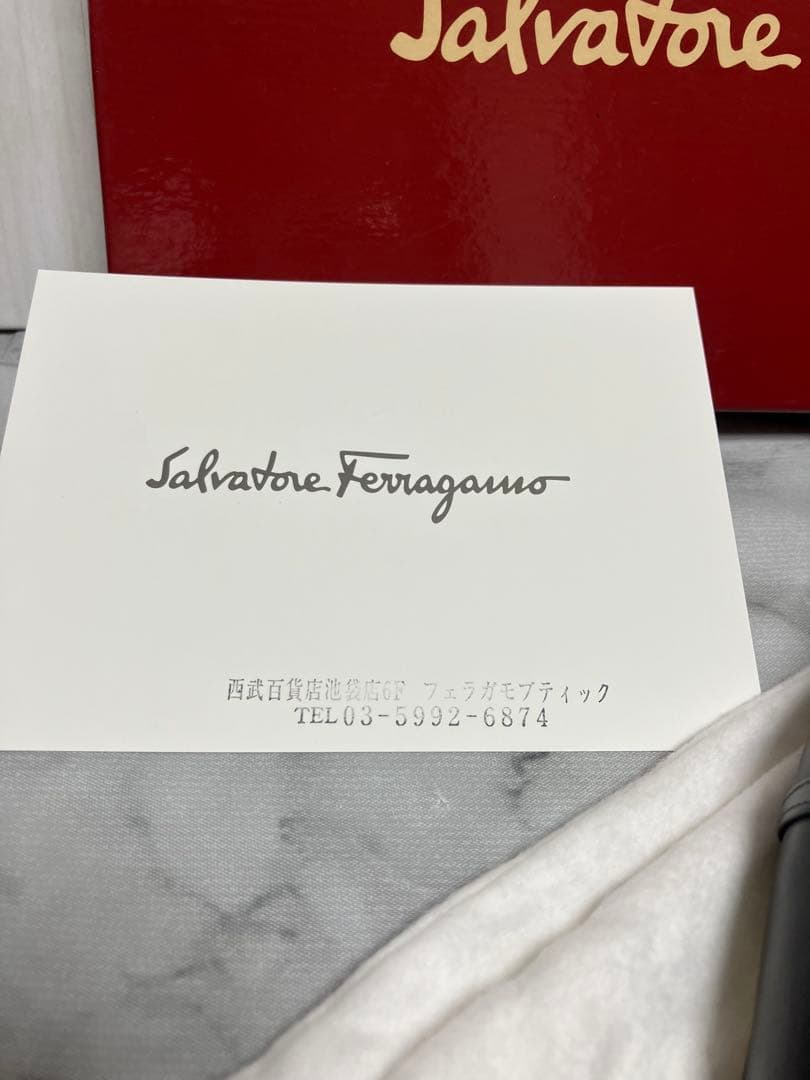 Salvatore
Salvatore Ferragamo
西武百貨店池袋店6F フェラガモブティック
TEL03-5992-6874